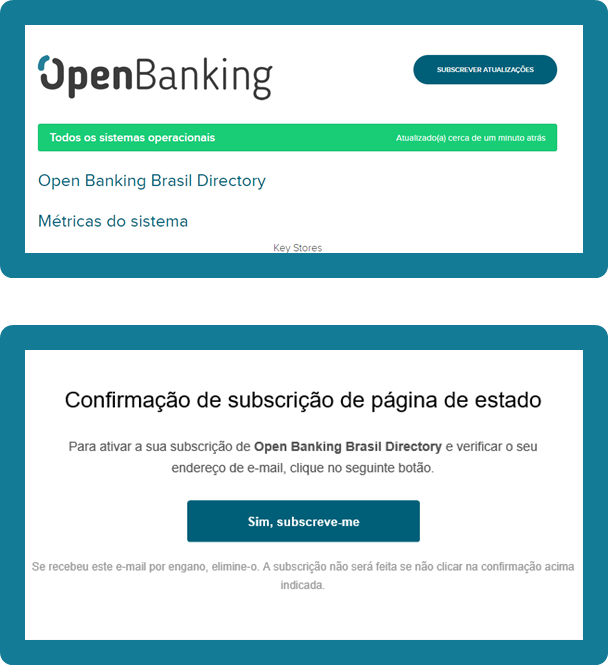 OpenBanking
SUBSCREVER ATUALIZAÇÕES
Todos os sistemas operacionais
Atualizado(a) cerca de um minuto atrás
Open Banking Brasil Directory
Métricas do sistema
Key Stores
Confirmação de subscrição de página de estado
Para ativar a sua subscrição de Open Banking Brasil Directory e verificar o seu
endereço de e-mail, clique no seguinte botão.
Sim, subscreve-me
Se recebeu este e-mail por engano, elimine-o. A subscrição não será feita se não clicar na confirmação acima
indicada.